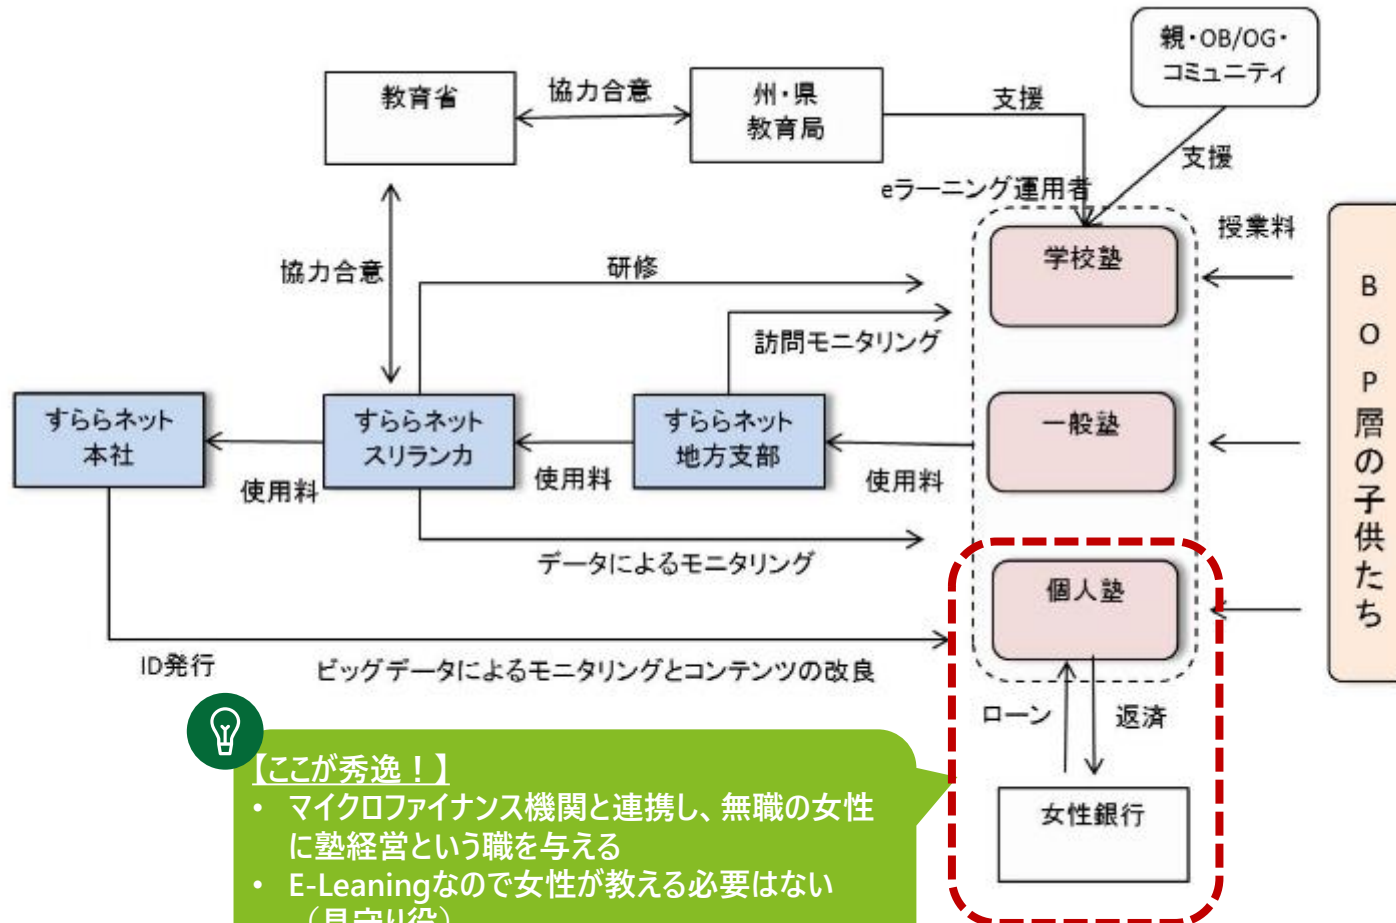 親・OB/OG・
コミュニティ
教育省
協力合意
州・県
教育局
支援
支援
eラーニング運用者
授業料
学校塾
協力合意
研修
訪問モニタリング
BOP層の子供たち
すららネット
本社
すららネット
スリランカ
すららネット
地方支部
一般塾
使用料
使用料
使用料
データによるモニタリング
個人塾
ID発行
ビッグデータによるモニタリングとコンテンツの改良
ローン
返済
女性銀行
【ここが秀逸！】
• マイクロファイナンス機関と連携し、無職の女性
に塾経営という職を与える
• E-Leaningなので女性が教える必要はない
（見守り役）